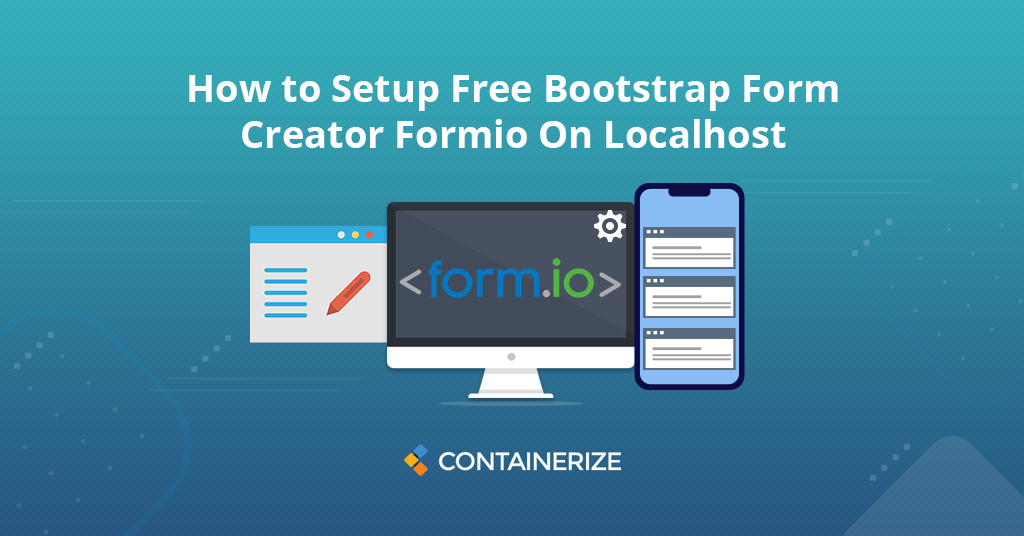 How to Setup Free Bootstrap Form
Creator Formio On Localhost
<form.io>
CONTAINERIZE